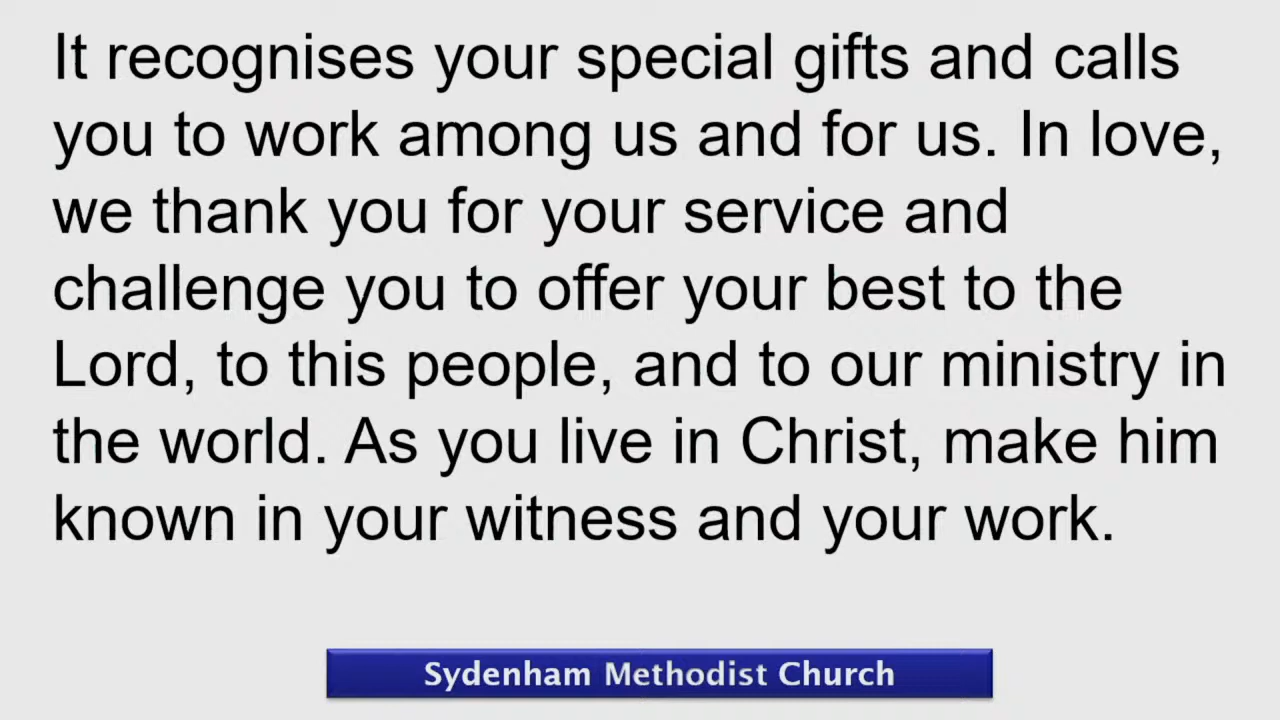 It recognises your special gifts and calls
you to work among us and for us. In love,
we thank you for your service and
challenge you to offer your best to the
Lord, to this people, and to our ministry in
the world. As you live in Christ, make him
known in your witness and your work.
Sydenham Methodist Church